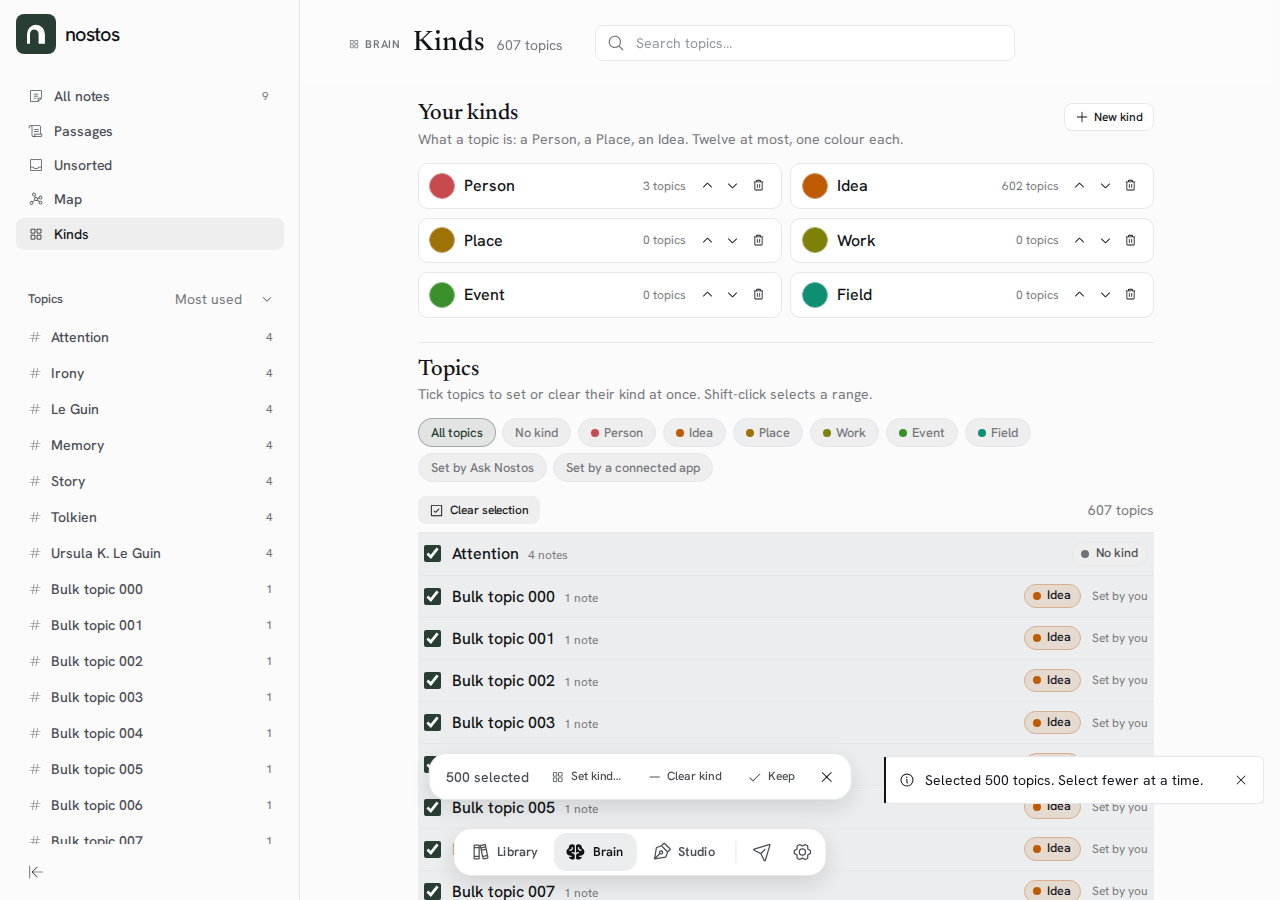 nostos
All notes 9
Passages
Unsorted
Map
Kinds
Topics Most used
# Attention 4
# Irony 4
# Le Guin 4
# Memory 4
# Story 4
# Tolkien 4
# Ursula K. Le Guin 4
# Bulk topic 000 1
# Bulk topic 001 1
# Bulk topic 002 1
# Bulk topic 003 1
# Bulk topic 004 1
# Bulk topic 005 1
# Bulk topic 006 1
# Bulk topic 007 1
BRAIN Kinds 607 topics Search topics...
Your kinds
New kind
What a topic is: a Person, a Place, an Idea. Twelve at most, one colour each.
Person 3 topics
Idea 602 topics
Place 0 topics
Work 0 topics
Event 0 topics
Field 0 topics
Topics
Tick topics to set or clear their kind at once. Shift-click selects a range.
All topics No kind Person Idea Place Work Event Field
Set by Ask Nostos Set by a connected app
Clear selection 607 topics
Attention 4 notes No kind
Bulk topic 000 1 note Idea Set by you
Bulk topic 001 1 note Idea Set by you
Bulk topic 002 1 note Idea Set by you
Bulk topic 003 1 note Idea Set by you
500 selected Set kind... Clear kind Keep
Selected 500 topics. Select fewer at a time.
Bulk topic 005 1 note Idea Set by you
Library Brain Studio
Idea Set by you
Bulk topic 007 1 note Idea Set by you